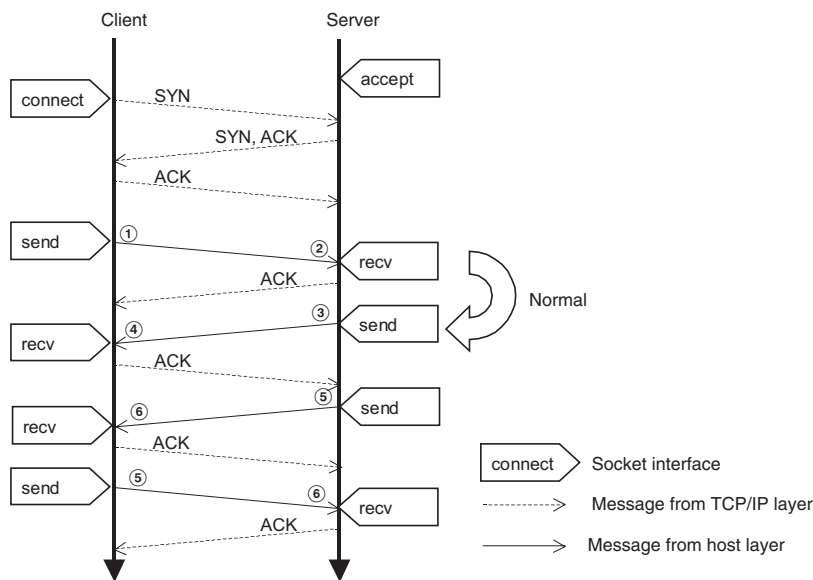 Client
Server
accept
connect
SYN
SYN, ACK
ACK
send
①
②
recv
ACK
Normal
③
send
④
recv
ACK
⑤
send
⑥
recv
ACK
connect
Socket interface
send
⑤
⑥
recv
Message from TCP/IP layer
ACK
Message from host layer